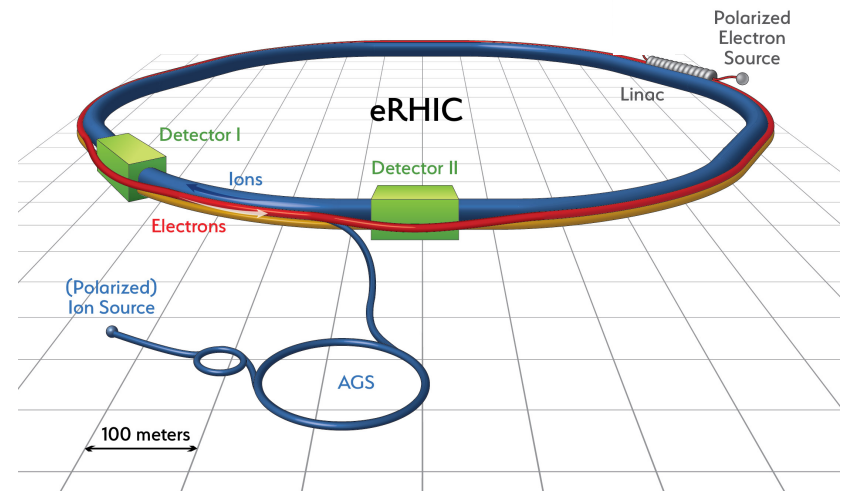 Polarized
Electron
Source
Linac
eRHIC
Detector I
Detector II
Ions
Electrons
(Polarized)
Ion Source
AGS
100 meters